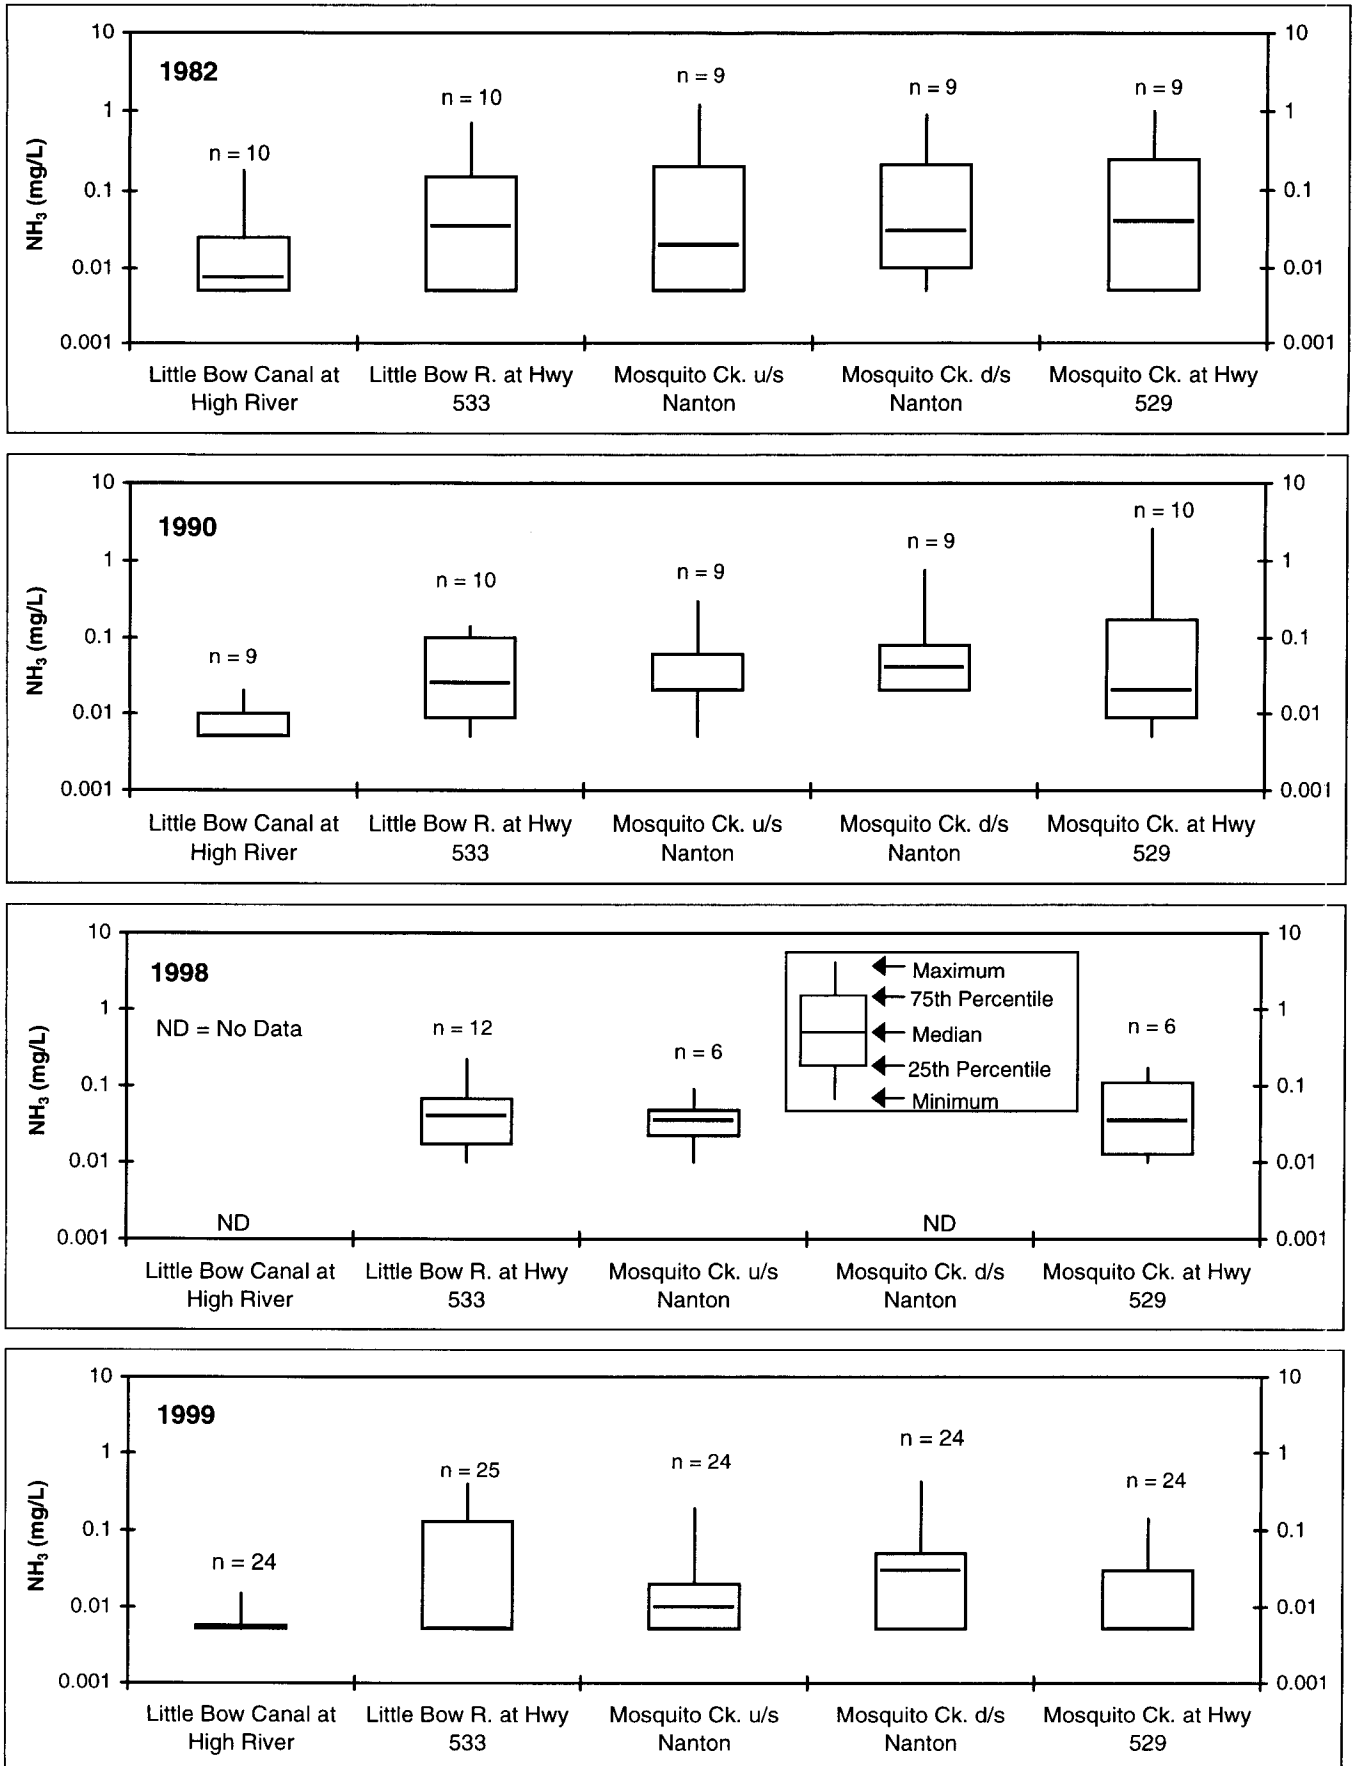 10
10
1982
n = 9
n = 10
n = 9
n = 9
1
1
n = 10
NH3 (mg/L)
0.1
0.1
0.01
0.01
0.001
0.001
Little Bow Canal at
High River
Little Bow R. at Hwy
533
Mosquito Ck. u/s
Nanton
Mosquito Ck. d/s
Nanton
Mosquito Ck. at Hwy
529
10
10
1990
n = 10
n = 9
1
1
n = 9
n = 10
NH3 (mg/L)
0.1
0.1
n = 9
0.01
0.01
0.001
0.001
Little Bow Canal at
High River
Little Bow R. at Hwy
533
Mosquito Ck. u/s
Nanton
Mosquito Ck. d/s
Nanton
Mosquito Ck. at Hwy
529
10
10
1998
Maximum
75th Percentile
Median
25th Percentile
Minimum
1
1
ND = No Data
n = 12
n = 6
n = 6
NH3 (mg/L)
0.1
0.1
0.01
0.01
ND
ND
0.001
0.001
Little Bow Canal at
High River
Little Bow R. at Hwy
533
Mosquito Ck. u/s
Nanton
Mosquito Ck. d/s
Nanton
Mosquito Ck. at Hwy
529
10
10
1999
n = 24
1
1
n = 25
n = 24
n = 24
NH3 (mg/L)
0.1
0.1
n = 24
0.01
0.01
0.001
0.001
Little Bow Canal at
High River
Little Bow R. at Hwy
533
Mosquito Ck. u/s
Nanton
Mosquito Ck. d/s
Nanton
Mosquito Ck. at Hwy
529